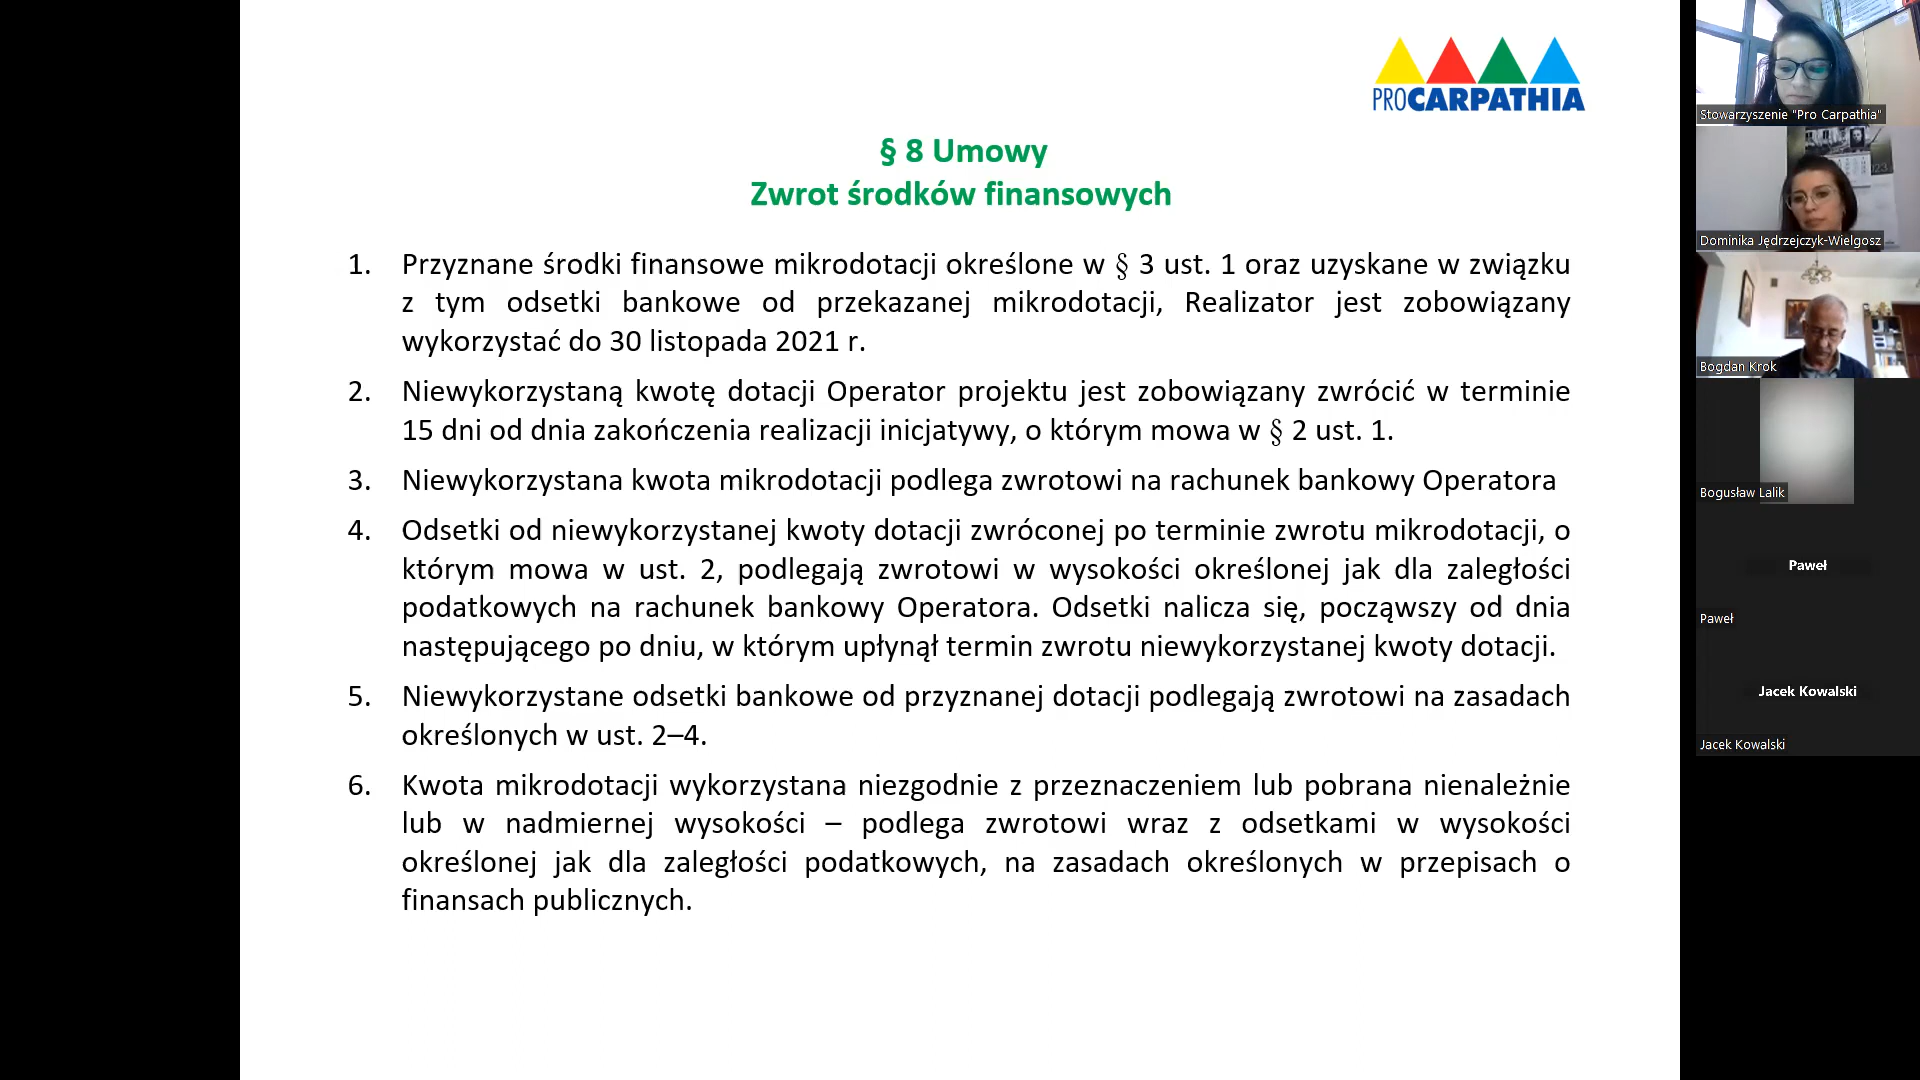 PROCARPATHIA
§ 8 Umowy
Zwrot środków finansowych
1. Przyznane środki finansowe mikrodotacji określone w § 3 ust. 1 oraz uzyskane w związku
z tym odsetki bankowe od przekazanej mikrodotacji, Realizator jest zobowiązany
wykorzystać do 30 listopada 2021 r.
2. Niewykorzystaną kwotę dotacji Operator projektu jest zobowiązany zwrócić w terminie
15 dni od dnia zakończenia realizacji inicjatywy, o którym mowa w § 2 ust. 1.
3. Niewykorzystana kwota mikrodotacji podlega zwrotowi na rachunek bankowy Operatora
4. Odsetki od niewykorzystanej kwoty dotacji zwróconej po terminie zwrotu mikrodotacji, o
którym mowa w ust. 2, podlegają zwrotowi w wysokości określonej jak dla zaległości
podatkowych na rachunek bankowy Operatora. Odsetki nalicza się, począwszy od dnia
następującego po dniu, w którym upłynął termin zwrotu niewykorzystanej kwoty dotacji.
5. Niewykorzystane odsetki bankowe od przyznanej dotacji podlegają zwrotowi na zasadach
określonych w ust. 2–4.
6. Kwota mikrodotacji wykorzystana niezgodnie z przeznaczeniem lub pobrana nienależnie
lub w nadmiernej wysokości – podlega zwrotowi wraz z odsetkami w wysokości
określonej jak dla zaległości podatkowych, na zasadach określonych w przepisach o
finansach publicznych.
Stowarzyszenie "Pro Carpathia"
Dominika Jędrzejczyk-Wielgosz
Bogdan Krok
Bogusław Lalik
Paweł
Paweł
Jacek Kowalski
Jacek Kowalski